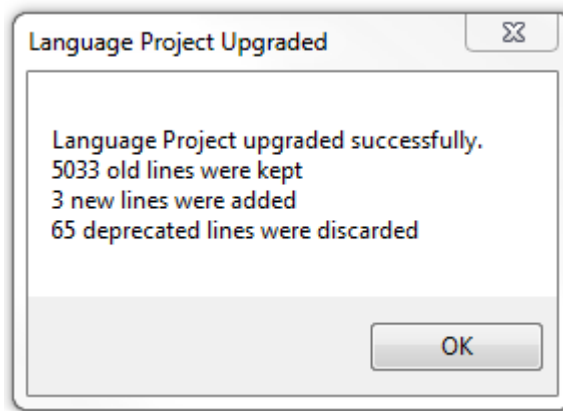 Language Project Upgraded
Language Project upgraded successfully.
5033 old lines were kept
3 new lines were added
65 deprecated lines were discarded
OK